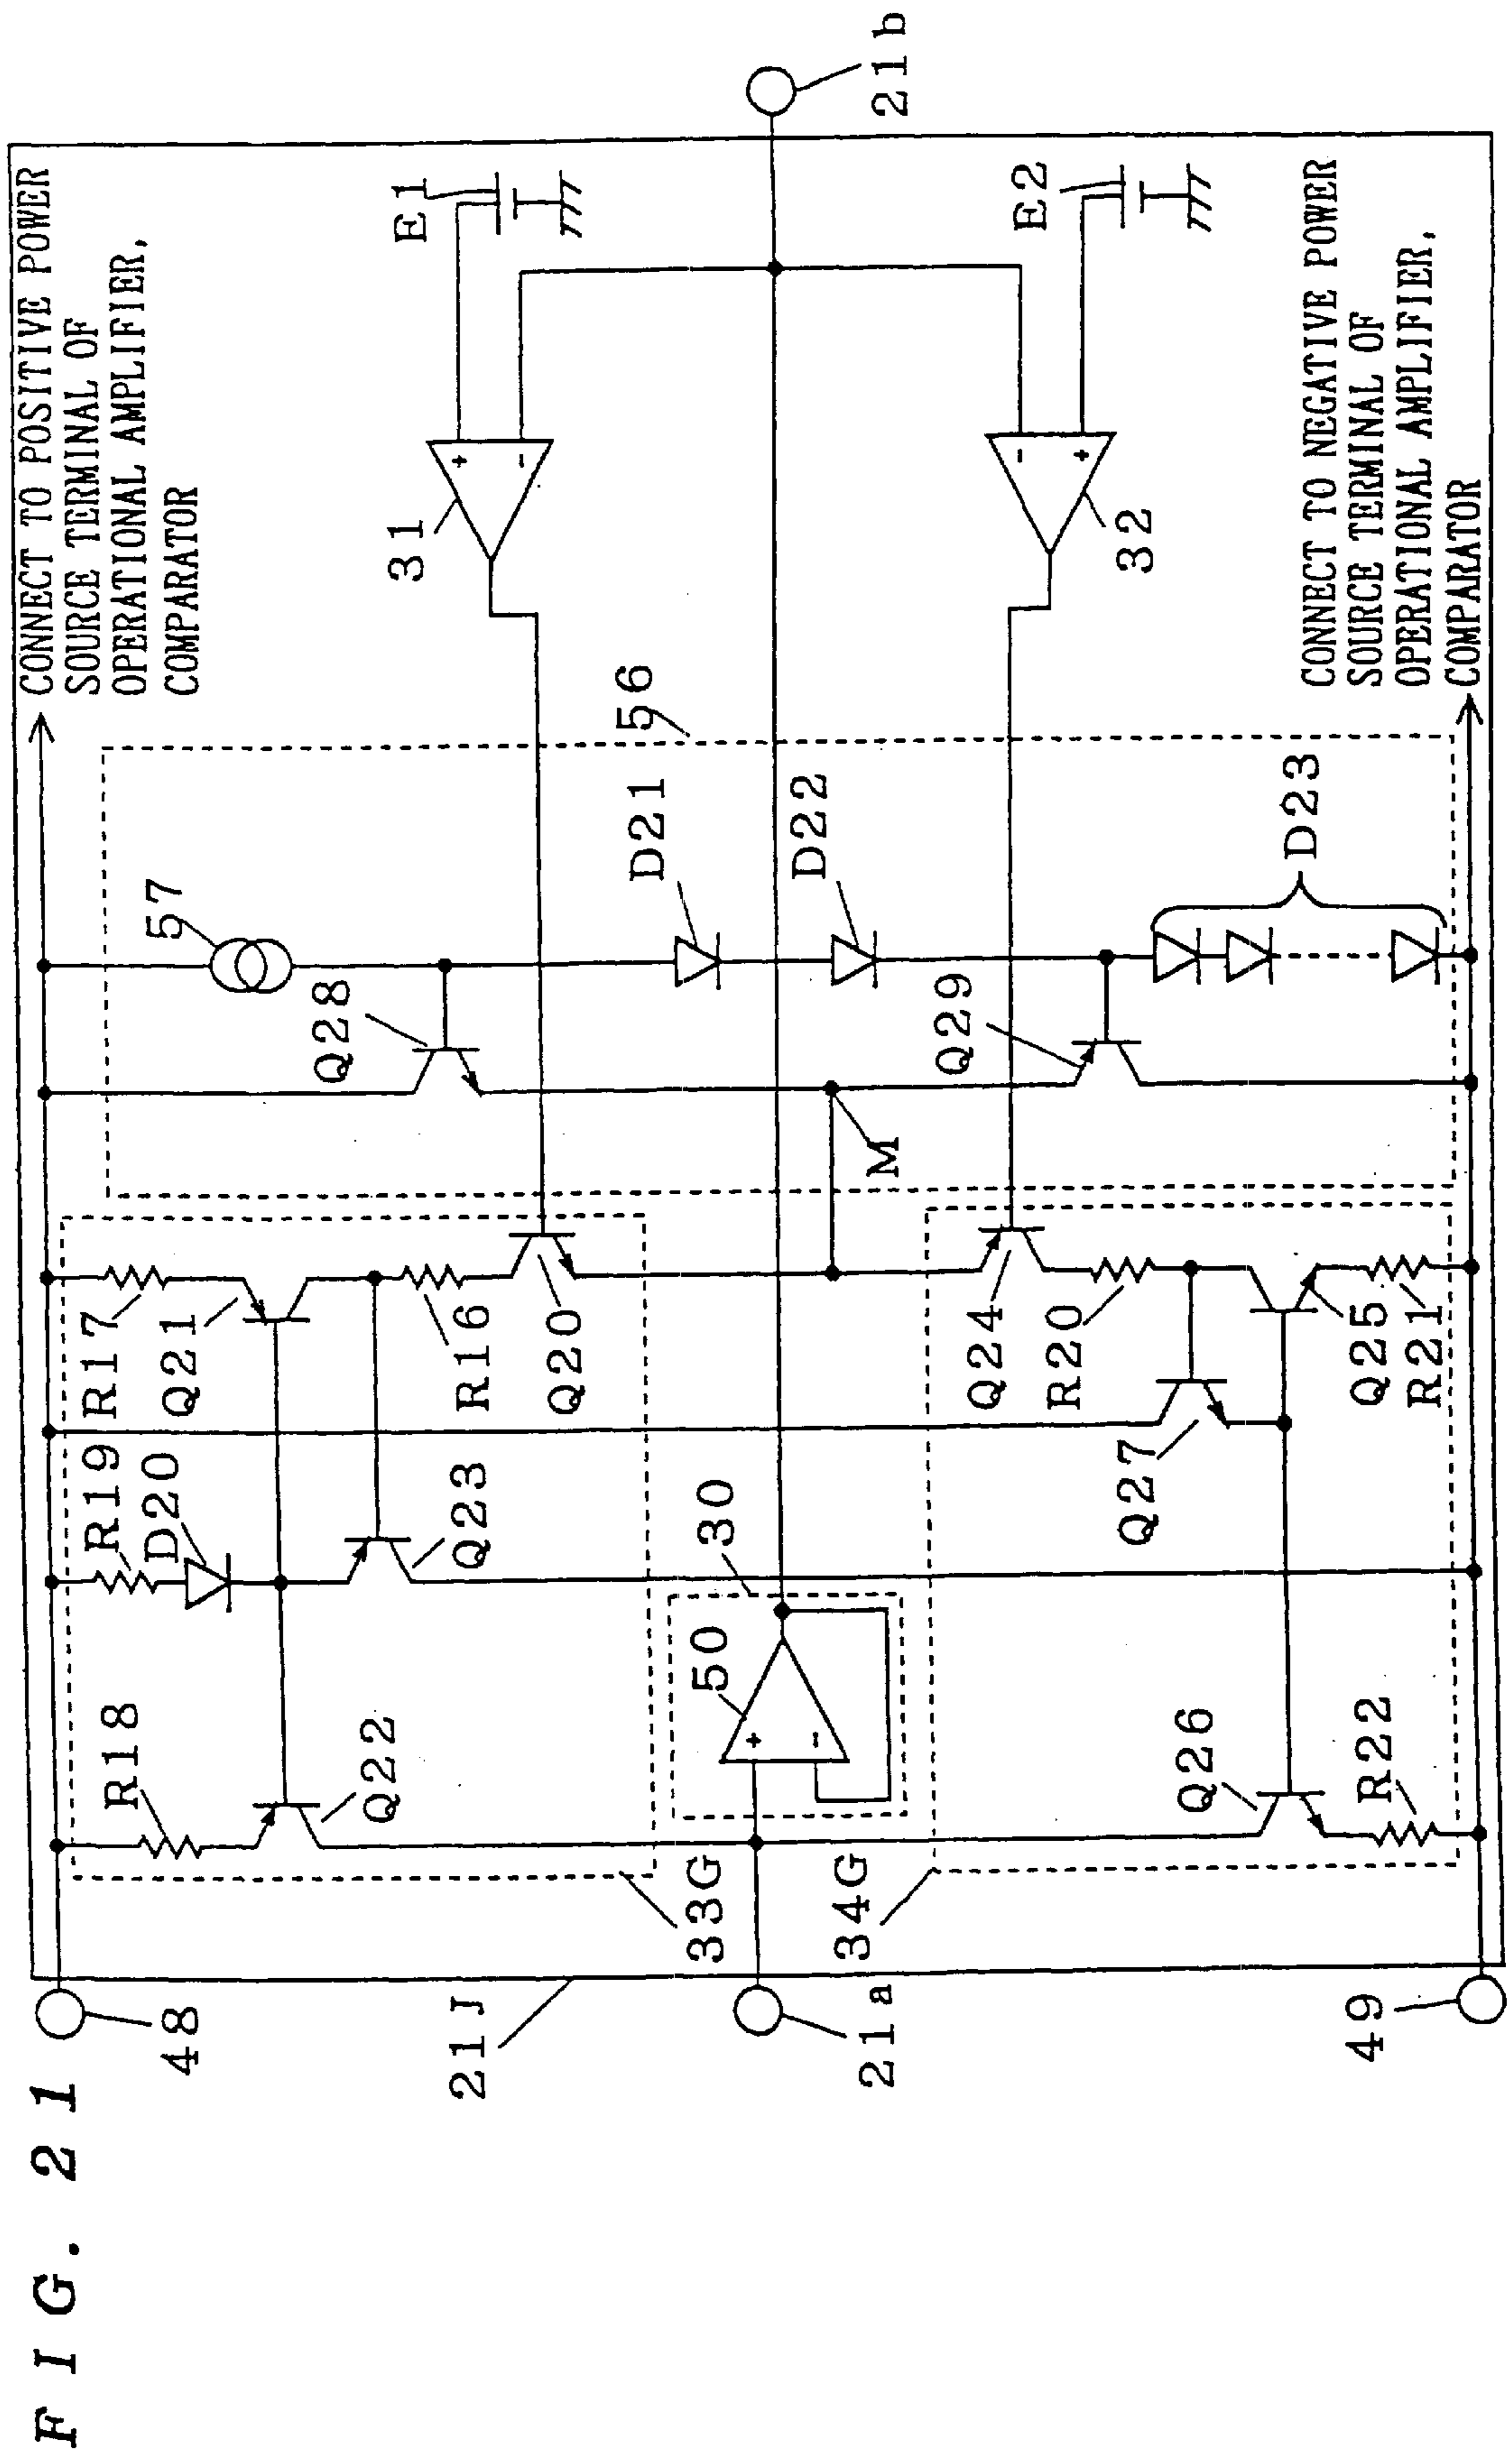 FIG. 21
CONNECT TO POSITIVE POWER
SOURCE TERMINAL OF
OPERATIONAL AMPLIFIER,
COMPARATOR
CONNECT TO NEGATIVE POWER
SOURCE TERMINAL OF
OPERATIONAL AMPLIFIER,
COMPARATOR
48
21J
21a
49
33G
34G
R18
Q22
R19
D20
Q23
R17
Q21
R16
Q20
30
50
+
-
Q26
R22
Q27
Q24
R20
Q25
R21
M
Q28
57
Q29
D21
D22
D23
56
31
+
-
32
-
+
E1
E2
21b